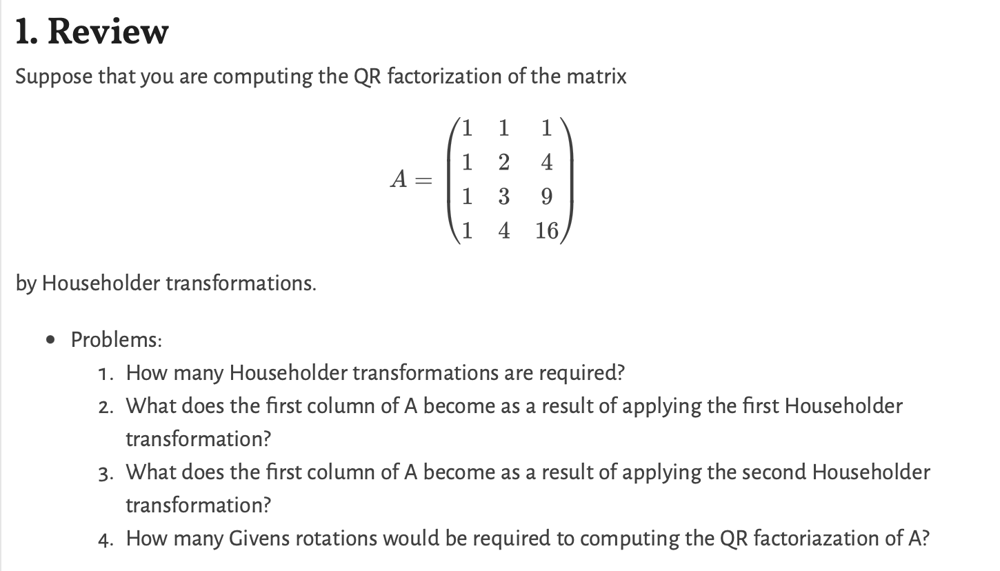 1. Review
Suppose that you are computing the QR factorization of the matrix
A =
1 1 1
1 2 4
1 3 9
1 4 16
by Householder transformations.
• Problems:
1. How many Householder transformations are required?
2. What does the first column of A become as a result of applying the first Householder
transformation?
3. What does the first column of A become as a result of applying the second Householder
transformation?
4. How many Givens rotations would be required to computing the QR factoriazation of A?